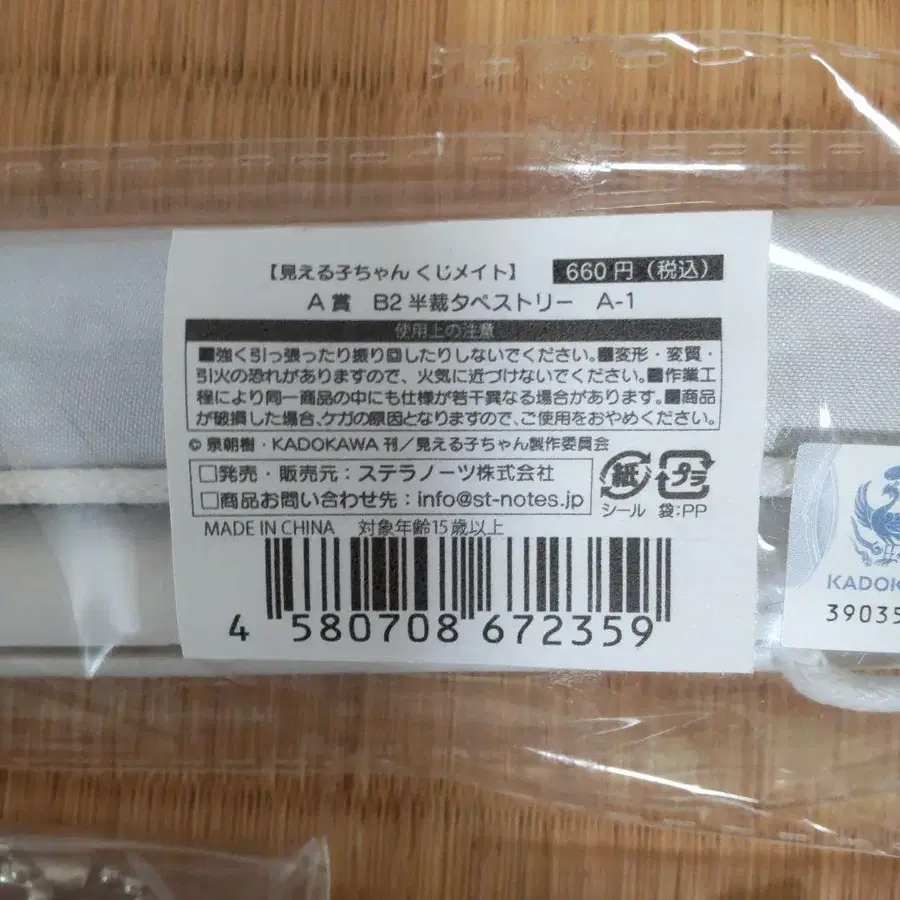 【見える子ちゃん くじメイト】 660円（税込）
A賞 B2半裁タペストリー A-1
使用上の注意
■強く引っ張ったり振り回したりしないでください。■変形・変質・
引火の恐れがありますので、火気に近づけないでください。■作業工
程により同一商品の中にも仕様が若干異なる場合があります。■商品
が破損した場合、ケガの原因となりますので、ご使用をおやめください。
© 泉朝樹・KADOKAWA 刊／見える子ちゃん製作委員会
□発売・販売元：ステラノーツ株式会社
□商品お問い合わせ先：info@st-notes.jp
紙 プラ
シール 袋：PP
MADE IN CHINA 対象年齢15歳以上
4 580708 672359
KADOK
39035